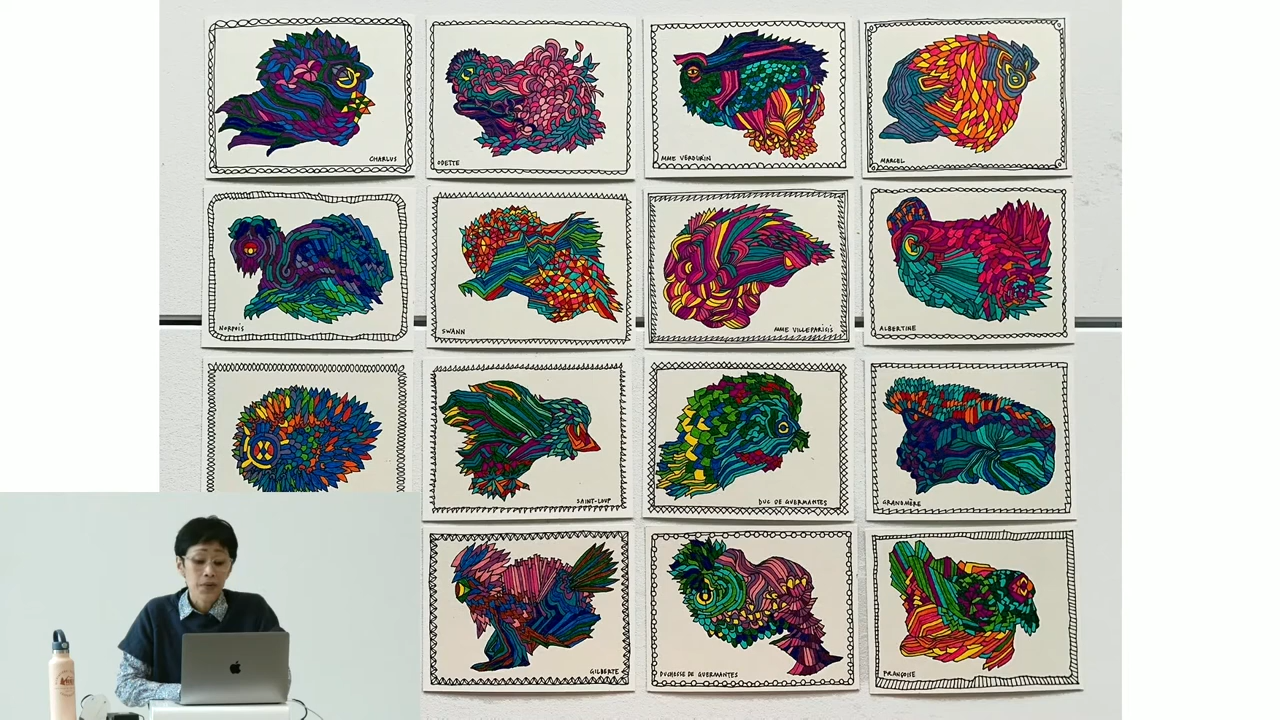 CHARLUS
ODETTE
MME VERDURIN
MARCEL
NORPOIS
SWANN
MME VILLEPARISIS
ALBERTINE
SAINT-LOUP
DUC DE GUERMANTES
GRANDMÈRE
GILBERTE
DUCHESSE DE GUERMANTES
FRANÇOISE